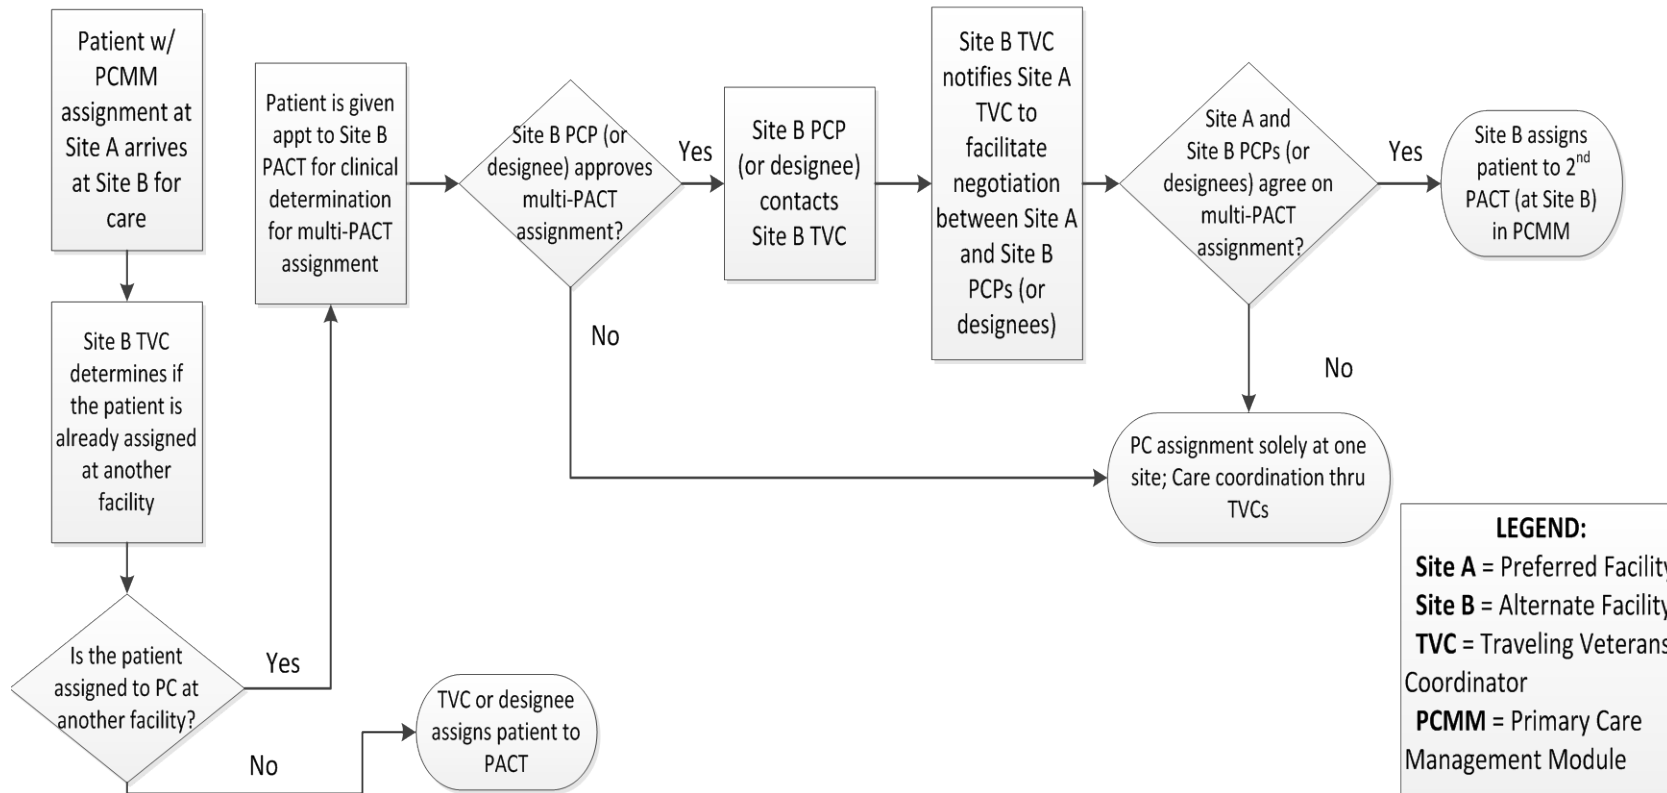 Patient w/
PCMM
assignment at
Site A arrives
at Site B for
care
Site B TVC
determines if
the patient is
already assigned
at another
facility
Is the patient
assigned to PC at
another facility?
Yes
No
TVC or designee
assigns patient to
PACT
Patient is given
appt to Site B
PACT for clinical
determination
for multi-PACT
assignment
Site B PCP (or
designee) approves
multi-PACT
assignment?
Yes
No
Site B PCP
(or designee)
contacts
Site B TVC
Site B TVC
notifies Site A
TVC to
facilitate
negotiation
between Site A
and Site B
PCPs (or
designees)
Site A and
Site B PCPs (or
designees) agree on
multi-PACT
assignment?
Yes
No
Site B assigns
patient to 2nd
PACT (at Site B)
in PCMM
PC assignment solely at one
site; Care coordination thru
TVCs
LEGEND:
Site A = Preferred Facility
Site B = Alternate Facility
TVC = Traveling Veterans
Coordinator
PCMM = Primary Care
Management Module